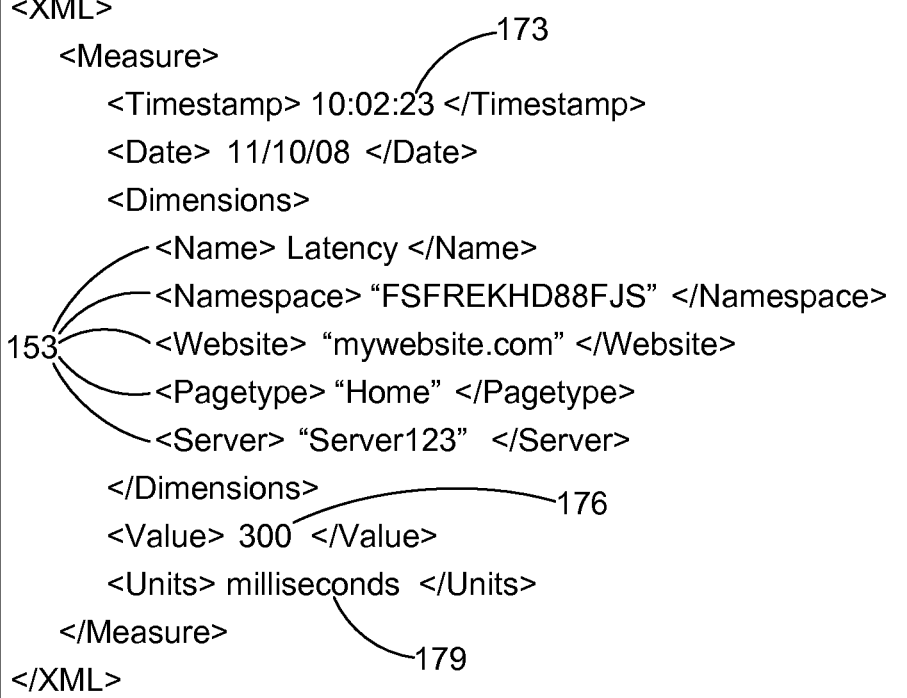 <XML>
173
<Measure>
<Timestamp> 10:02:23 </Timestamp>
<Date> 11/10/08 </Date>
<Dimensions>
<Name> Latency </Name>
<Namespace> “FSFREKHD88FJS” </Namespace>
153 <Website> “mywebsite.com” </Website>
<Pagetype> “Home” </Pagetype>
<Server> “Server123” </Server>
</Dimensions>
176
<Value> 300 </Value>
<Units> milliseconds </Units>
</Measure>
179
</XML>